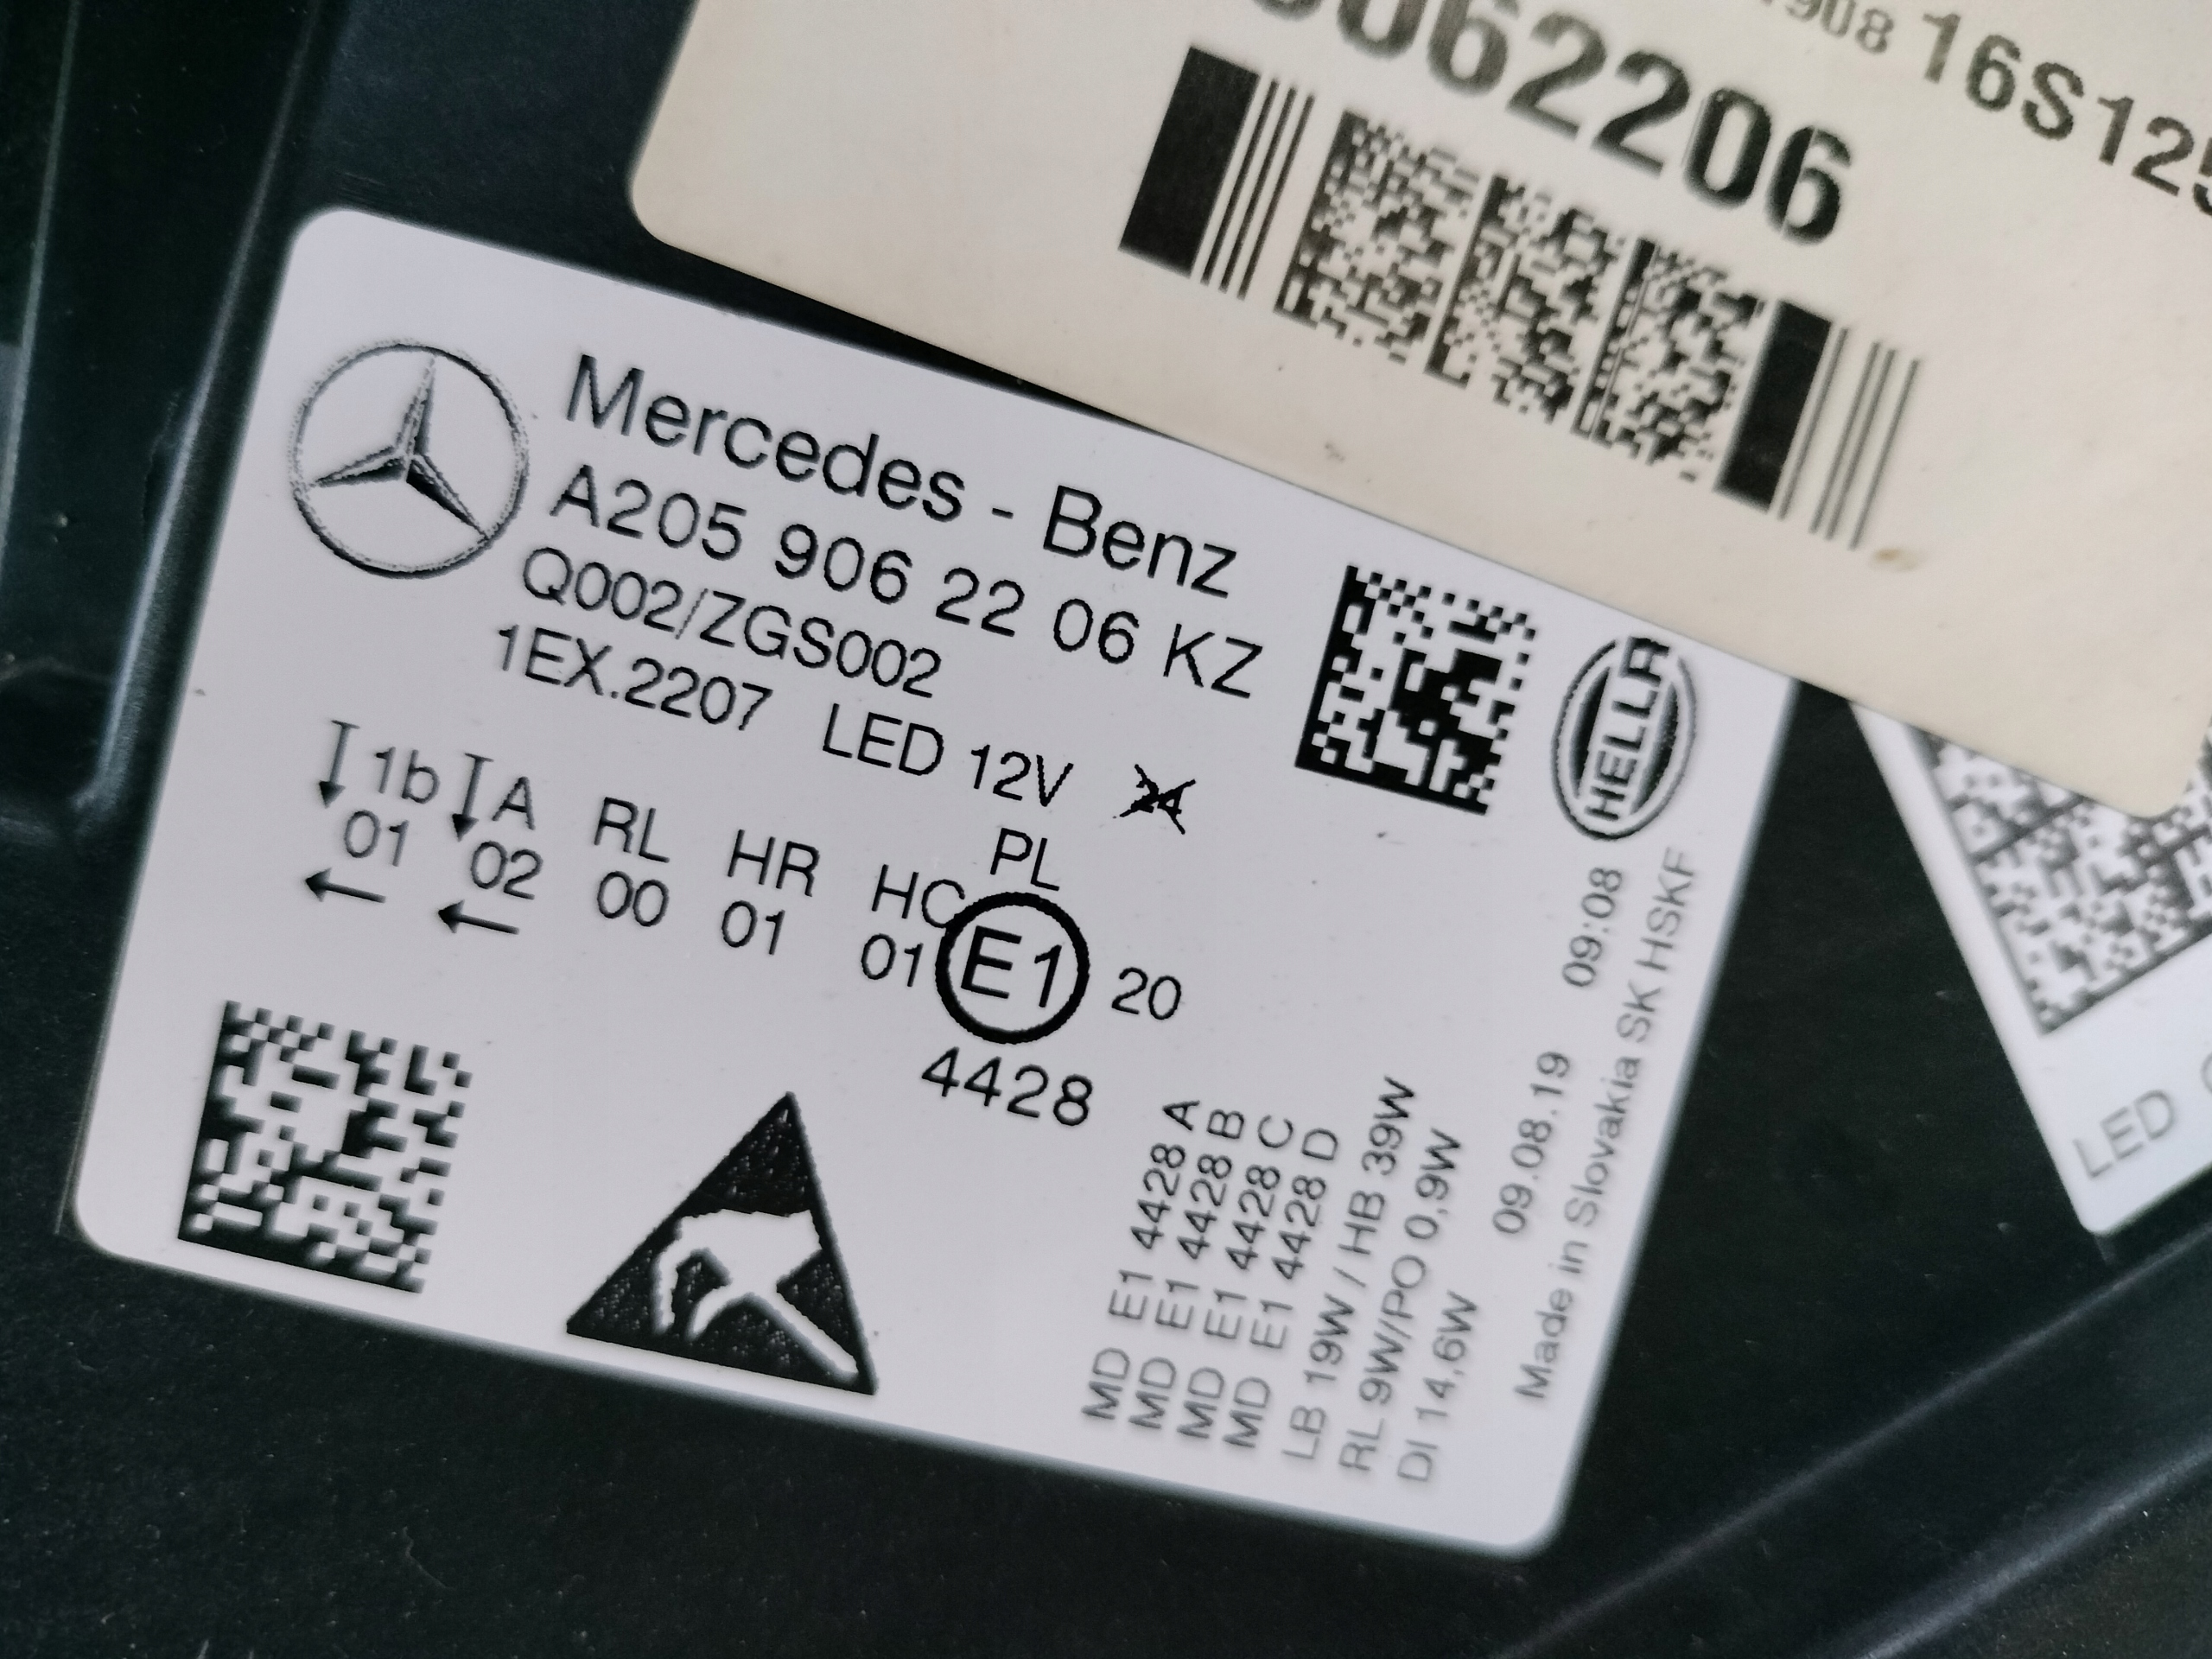 16S125
062206
Mercedes - Benz
A205 906 22 06 KZ
Q002/ZGS002
1EX.2207 LED 12V 24
HELLA
1b A RL HR HC PL
01 02 00 01 01 E1 20
4428
MD E1 4428 A
MD E1 4428 B
MD E1 4428 C
MD E1 4428 D
LB 19W / HB 39W
RL 9W/PO 0,9W
DI 14,6W
09.08.19 09:08
Made in Slovakia SK HSKF
LED